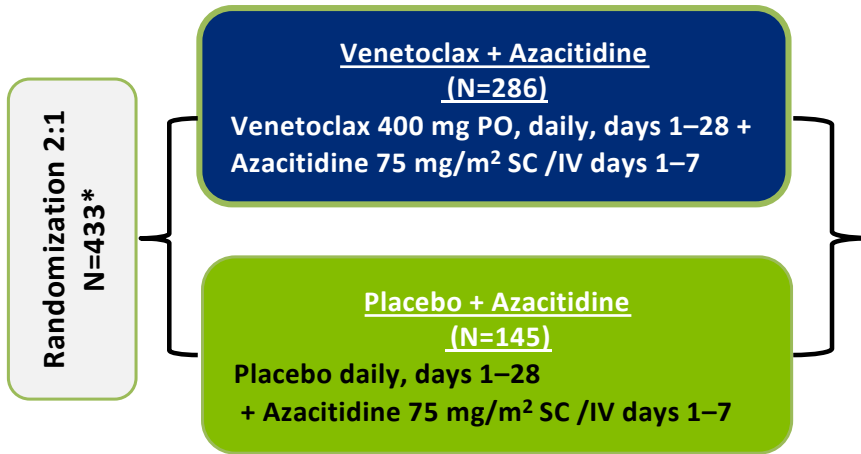 Randomization 2:1
N=433*
Venetoclax + Azacitidine
(N=286)
Venetoclax 400 mg PO, daily, days 1–28 +
Azacitidine 75 mg/m² SC /IV days 1–7
Placebo + Azacitidine
(N=145)
Placebo daily, days 1–28
+ Azacitidine 75 mg/m² SC /IV days 1–7